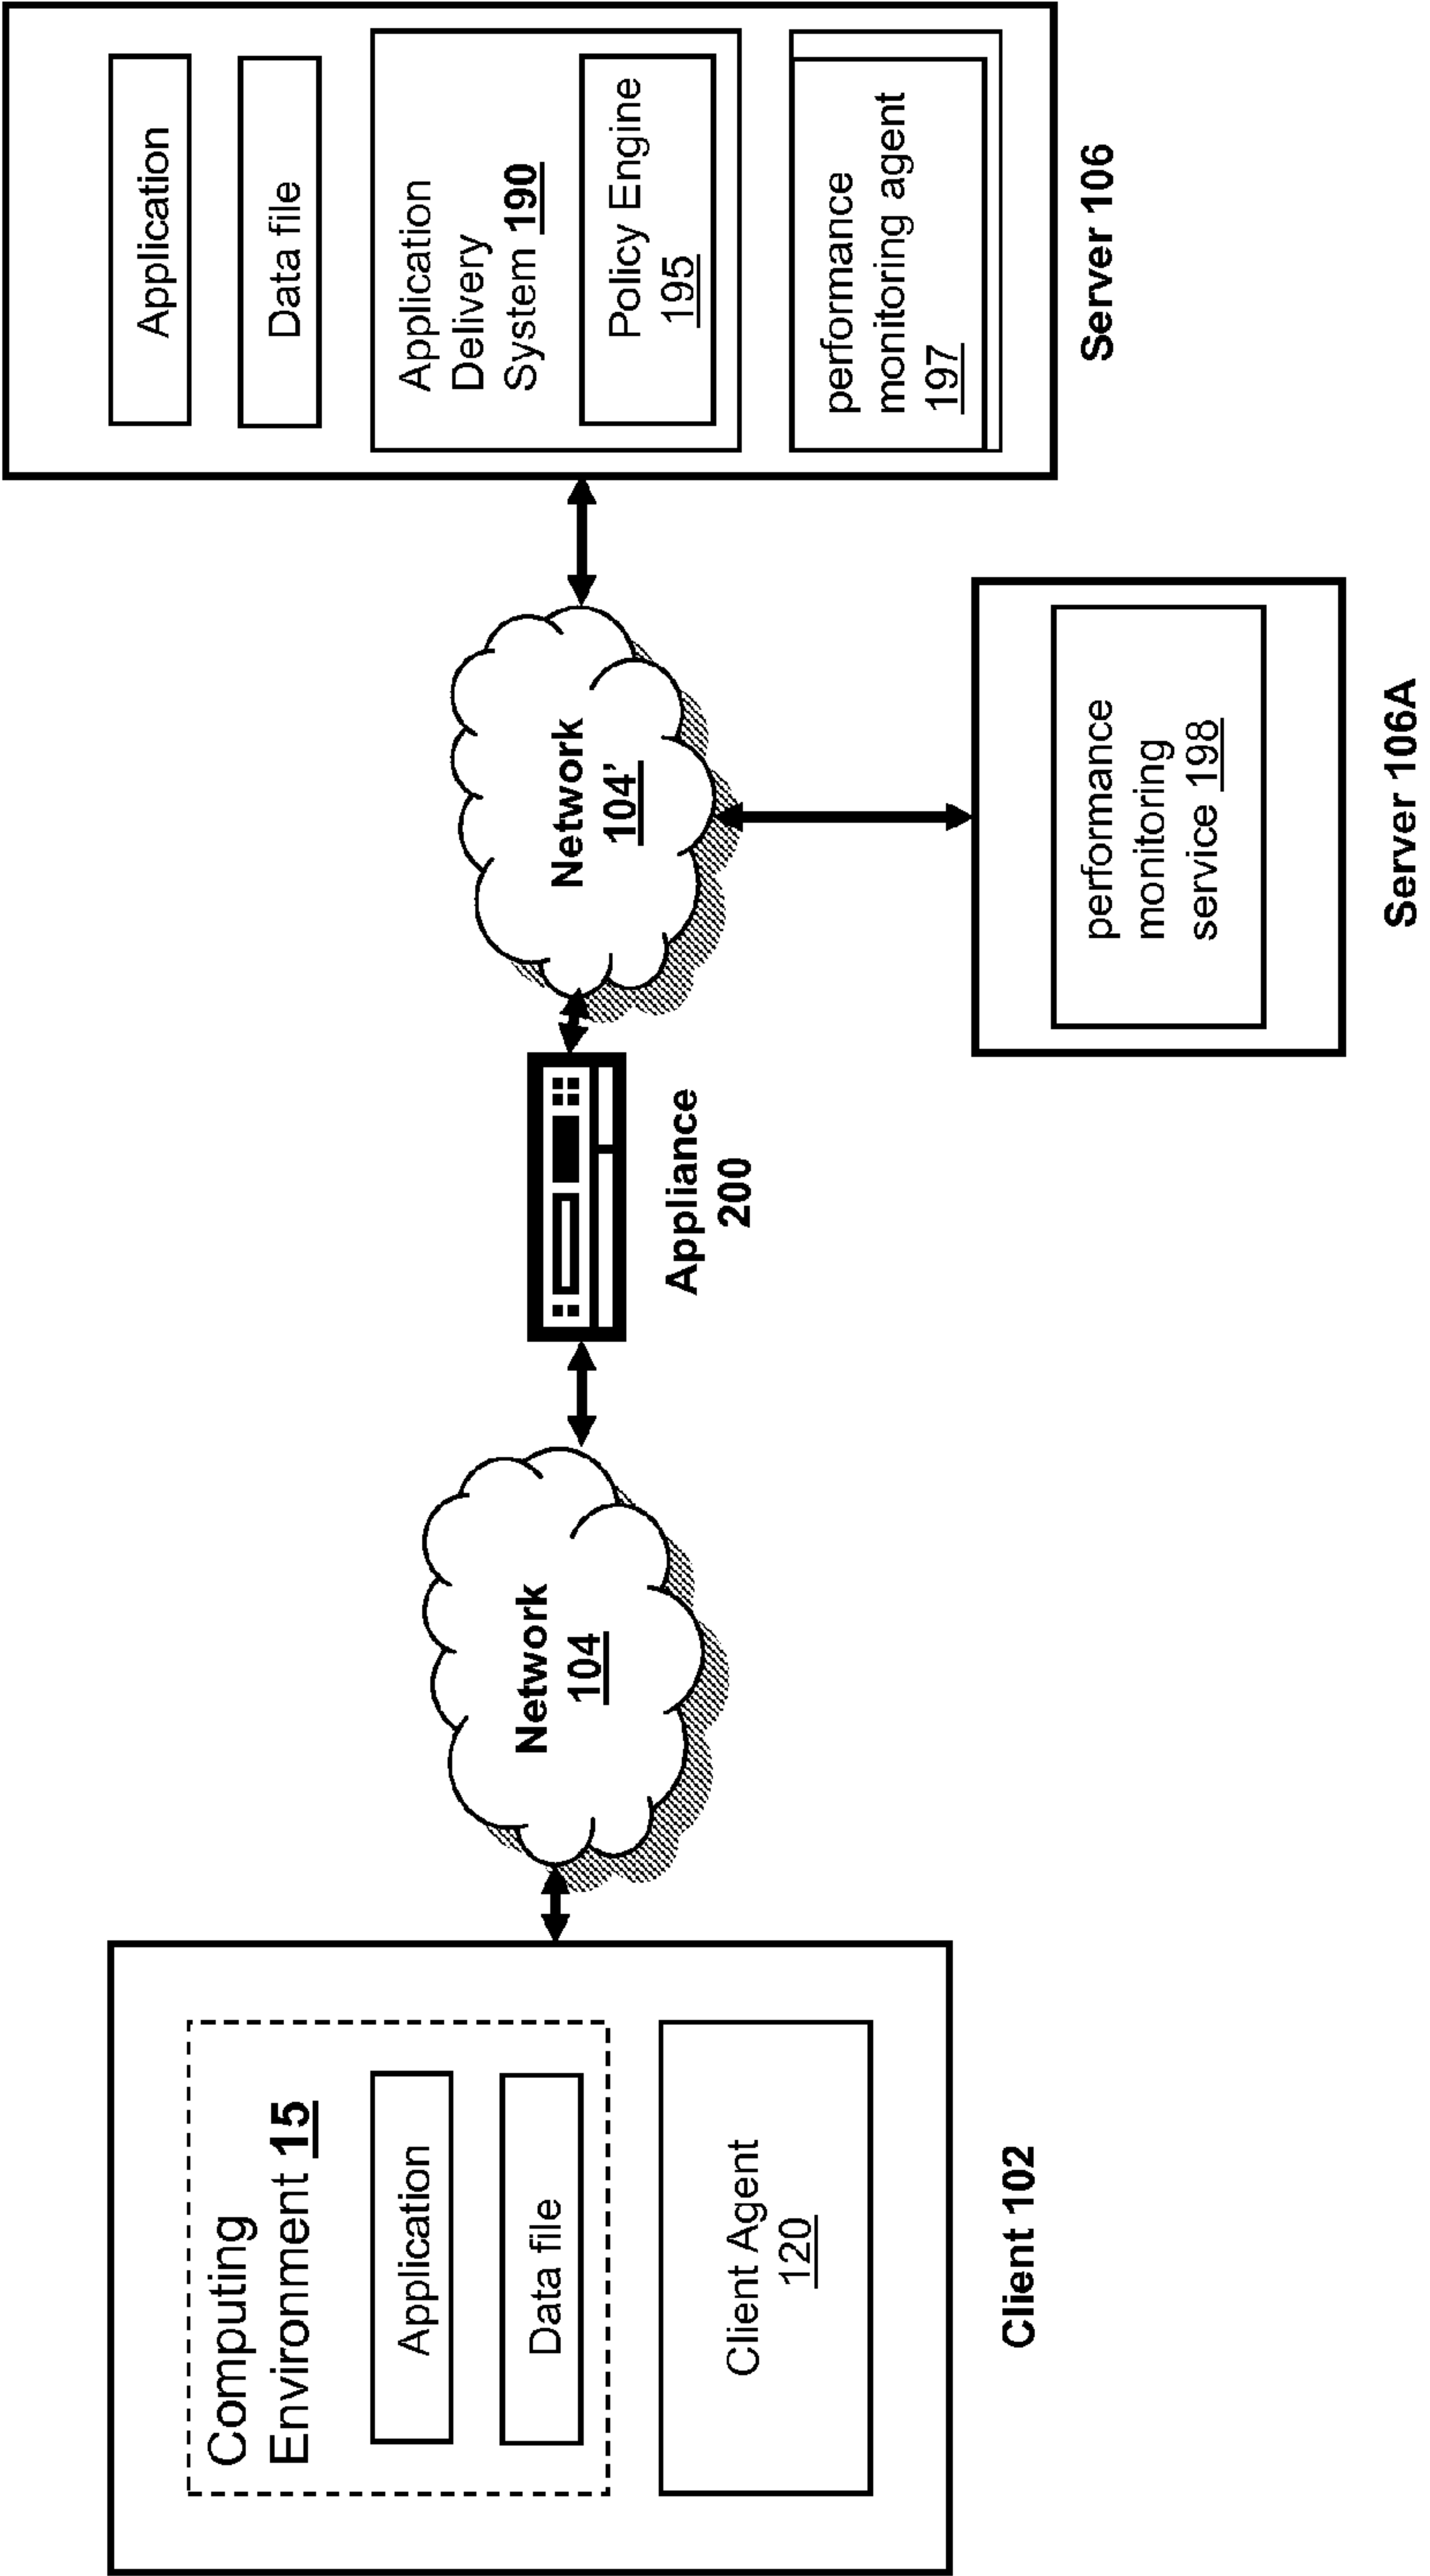 Computing
Environment 15
Application
Data file
Client Agent
120
Client 102
Network
104
Appliance
200
Network
104’
performance
monitoring
service 198
Server 106A
Application
Data file
Application
Delivery
System 190
Policy Engine
195
performance
monitoring agent
197
Server 106